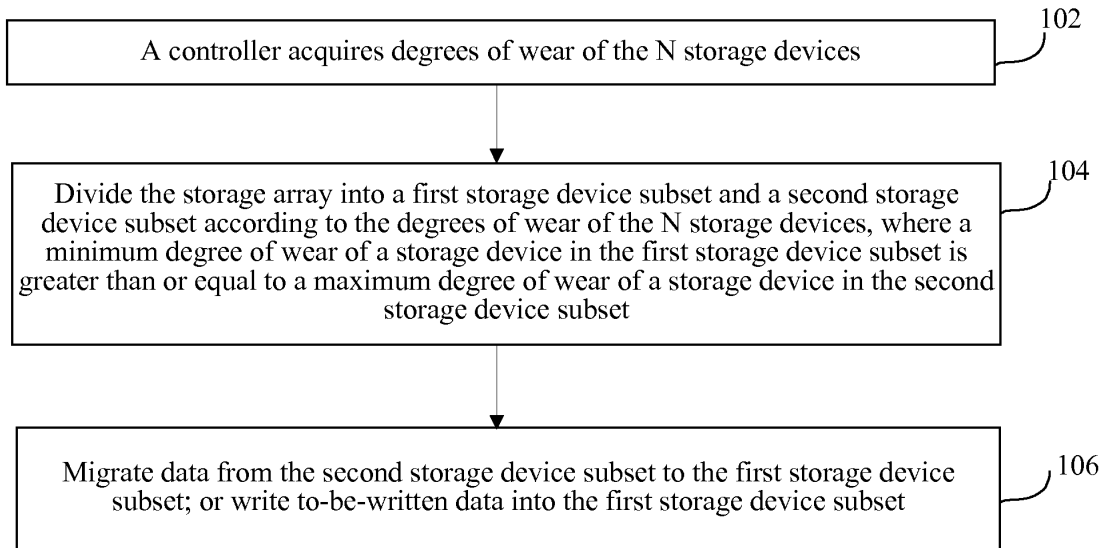 102
A controller acquires degrees of wear of the N storage devices
104
Divide the storage array into a first storage device subset and a second storage
device subset according to the degrees of wear of the N storage devices, where a
minimum degree of wear of a storage device in the first storage device subset is
greater than or equal to a maximum degree of wear of a storage device in the second
storage device subset
106
Migrate data from the second storage device subset to the first storage device
subset; or write to-be-written data into the first storage device subset